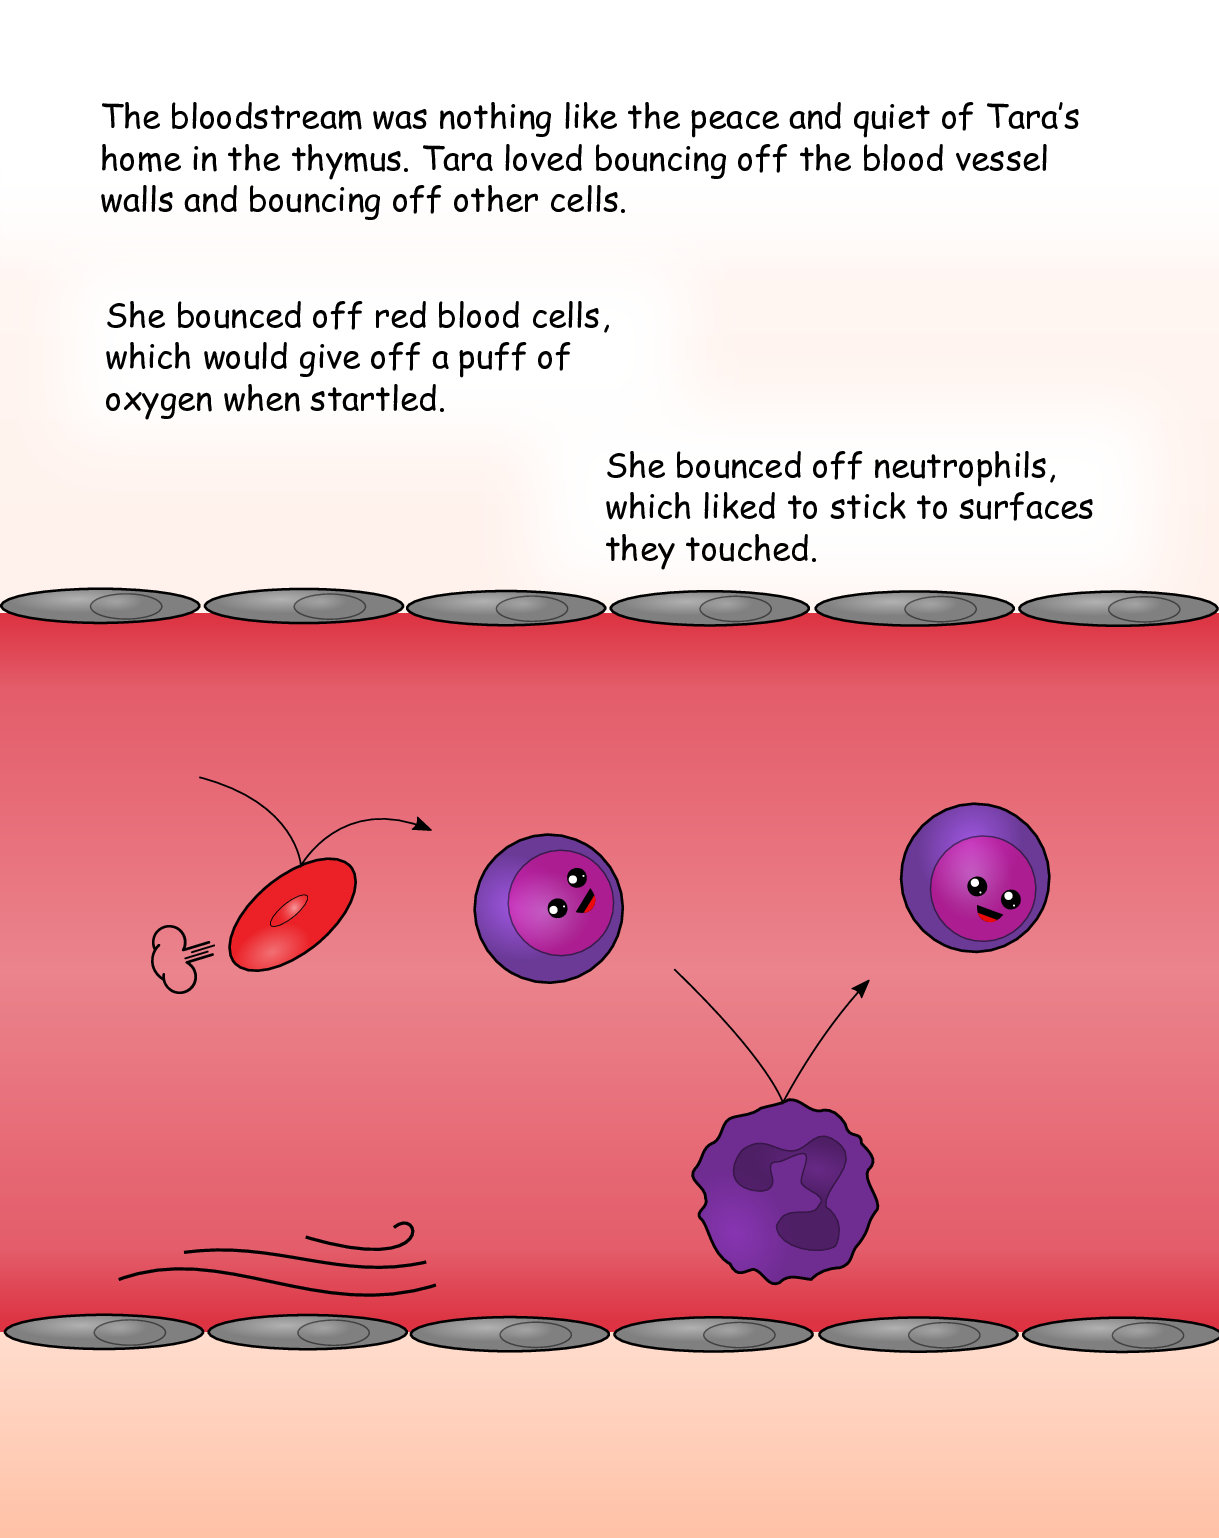 The bloodstream was nothing like the peace and quiet of Tara's
home in the thymus. Tara loved bouncing off the blood vessel
walls and bouncing off other cells.
She bounced off red blood cells,
which would give off a puff of
oxygen when startled.
She bounced off neutrophils,
which liked to stick to surfaces
they touched.